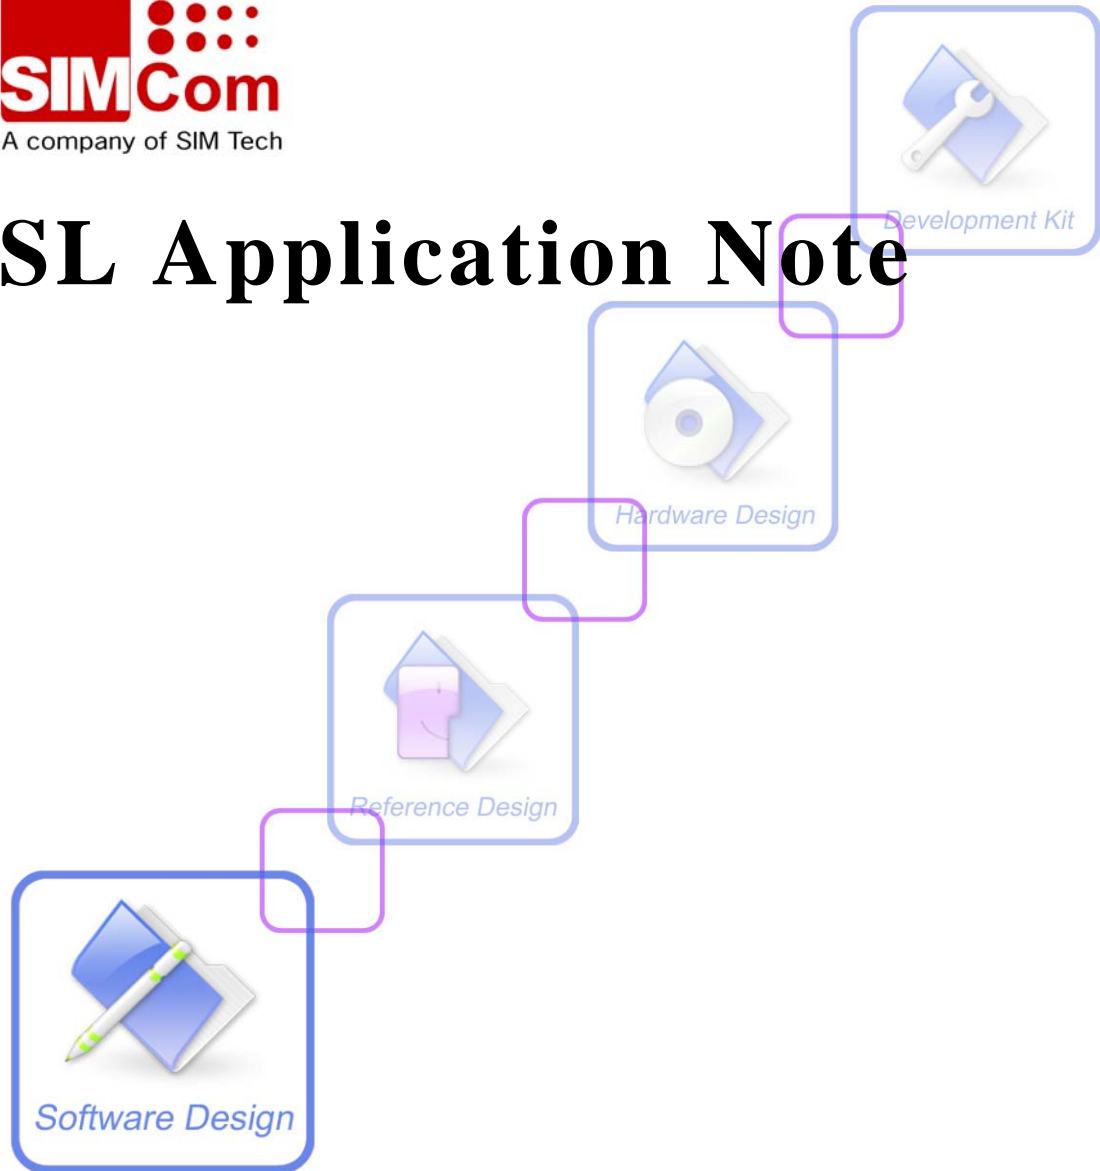 SIMCom
A company of SIM Tech
Development Kit
SL Application Note
Hardware Design
Reference Design
Software Design